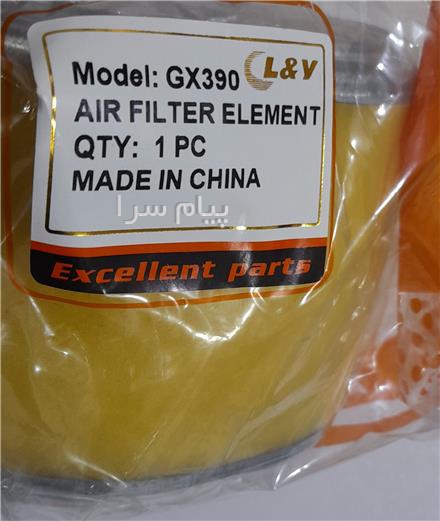 Model: GX390
L&y
AIR FILTER ELEMENT
QTY: 1 PC
MADE IN CHINA
پیام سرا
Excellent parts